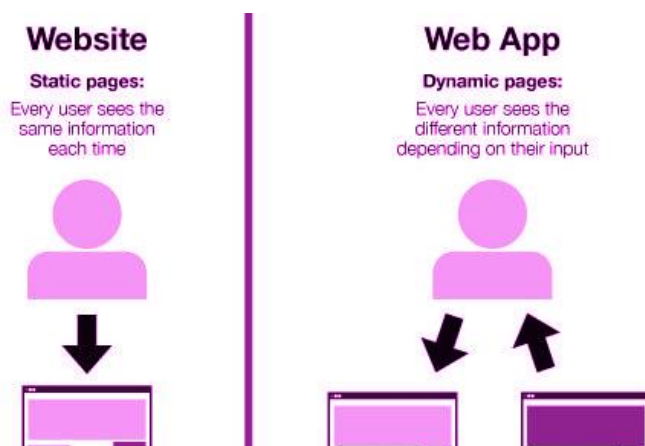 Website
Static pages:
Every user sees the
same information
each time
Web App
Dynamic pages:
Every user sees the
different information
depending on their input